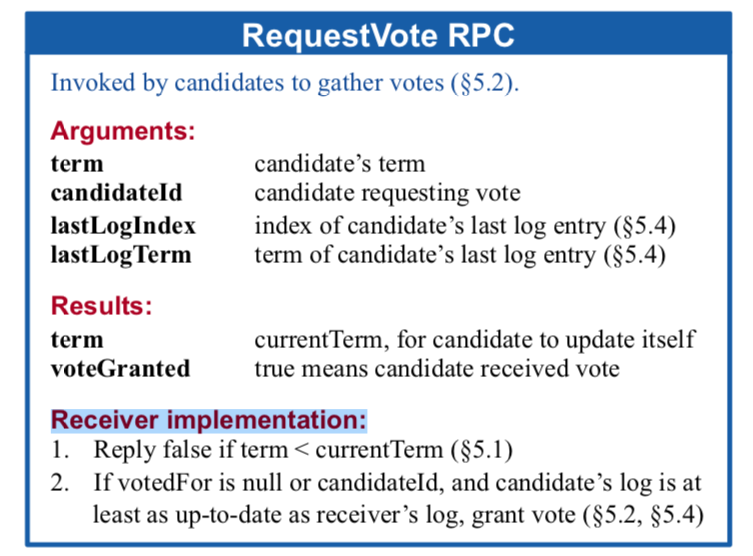 RequestVote RPC
Invoked by candidates to gather votes (§5.2).
Arguments:
term candidate’s term
candidateId candidate requesting vote
lastLogIndex index of candidate’s last log entry (§5.4)
lastLogTerm term of candidate’s last log entry (§5.4)
Results:
term currentTerm, for candidate to update itself
voteGranted true means candidate received vote
Receiver implementation:
1. Reply false if term < currentTerm (§5.1)
2. If votedFor is null or candidateId, and candidate’s log is at
least as up-to-date as receiver’s log, grant vote (§5.2, §5.4)